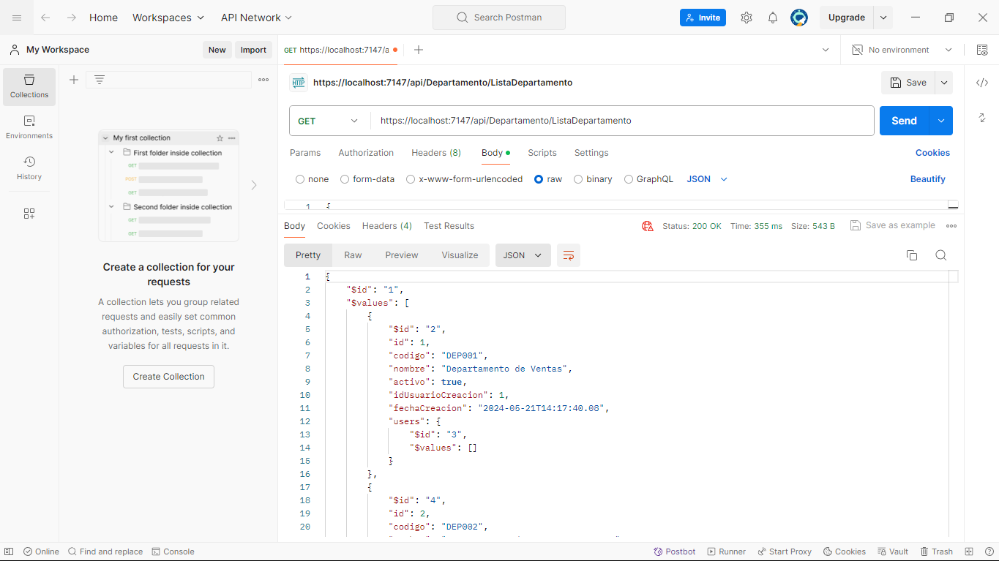 Home Workspaces API Network Search Postman Invite Upgrade
My Workspace New Import GET https://localhost:7147/a No environment
Collections
Environments
History
My first collection
First folder inside collection
GET
POST
GET
Second folder inside collection
GET
GET
Create a collection for your
requests
A collection lets you group related
requests and easily set common
authorization, tests, scripts, and
variables for all requests in it.
Create Collection
HTTP https://localhost:7147/api/Departamento/ListaDepartamento Save
GET https://localhost:7147/api/Departamento/ListaDepartamento Send
Params Authorization Headers (8) Body Scripts Settings Cookies
none form-data x-www-form-urlencoded raw binary GraphQL JSON Beautify
1 {
Body Cookies Headers (4) Test Results Status: 200 OK Time: 355 ms Size: 543 B Save as example
Pretty Raw Preview Visualize JSON
1 {
2 "$id": "1",
3 "$values": [
4 {
5 "$id": "2",
6 "id": 1,
7 "codigo": "DEP001",
8 "nombre": "Departamento de Ventas",
9 "activo": true,
10 "idUsuarioCreacion": 1,
11 "fechaCreacion": "2024-05-21T14:17:40.08",
12 "users": {
13 "$id": "3",
14 "$values": []
15 }
16 },
17 {
18 "$id": "4",
19 "id": 2,
20 "codigo": "DEP002",
Online Find and replace Console Postbot Runner Start Proxy Cookies Vault Trash